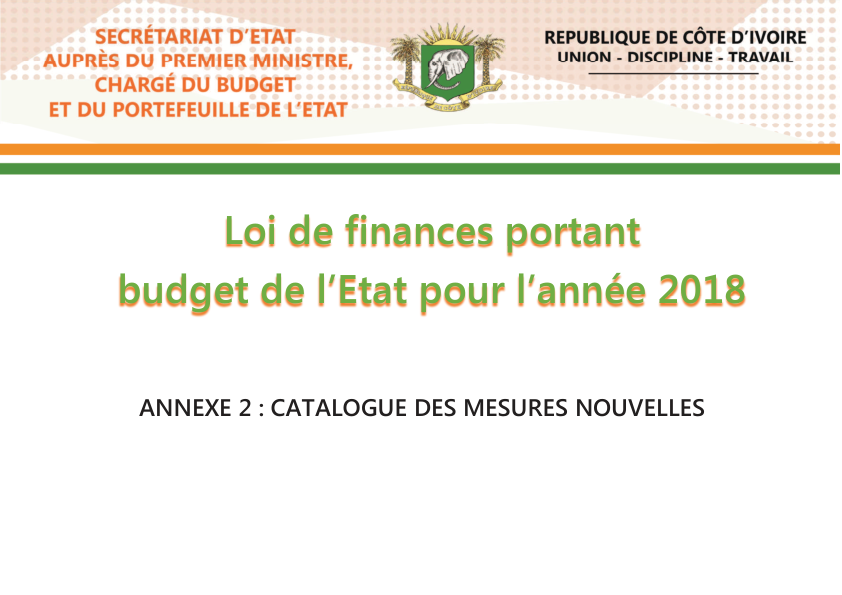 SECRÉTARIAT D'ETAT
AUPRÈS DU PREMIER MINISTRE,
CHARGÉ DU BUDGET
ET DU PORTEFEUILLE DE L'ETAT
REPUBLIQUE DE CÔTE D'IVOIRE
UNION - DISCIPLINE - TRAVAIL
Loi de finances portant
budget de l'Etat pour l'année 2018
ANNEXE 2 : CATALOGUE DES MESURES NOUVELLES